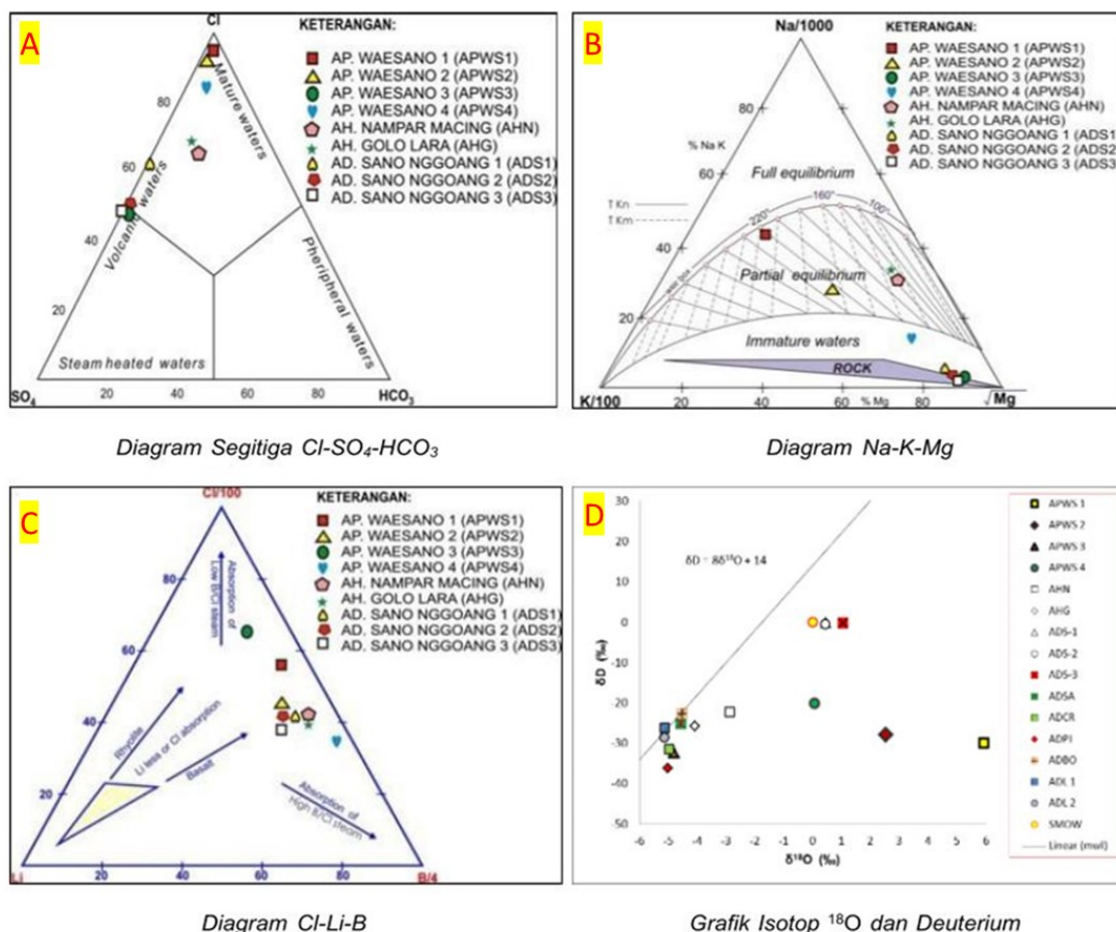 A
Cl
KETERANGAN:
AP. WAESANO 1 (APWS1)
AP. WAESANO 2 (APWS2)
AP. WAESANO 3 (APWS3)
AP. WAESANO 4 (APWS4)
AH. NAMPAR MACING (AHN)
AH. GOLO LARA (AHG)
AD. SANO NGGOANG 1 (ADS1)
AD. SANO NGGOANG 2 (ADS2)
AD. SANO NGGOANG 3 (ADS3)
80
60
40
20
Mature waters
Volcanic waters
Pheripheral waters
Steam heated waters
SO4
20
40
60
80
HCO3
Diagram Segitiga Cl-SO4-HCO3
B
Na/1000
KETERANGAN:
AP. WAESANO 1 (APWS1)
AP. WAESANO 2 (APWS2)
AP. WAESANO 3 (APWS3)
AP. WAESANO 4 (APWS4)
AH. NAMPAR MACING (AHN)
AH. GOLO LARA (AHG)
AD. SANO NGGOANG 1 (ADS1)
AD. SANO NGGOANG 2 (ADS2)
AD. SANO NGGOANG 3 (ADS3)
80
% Na K
60
Full equilibrium
T Kn
T Km
220°
160°
100°
40
Partial equilibrium
20
Immature waters
ROCK
K/100
20
40
% Mg
60
80
√Mg
Diagram Na-K-Mg
C
Cl/100
KETERANGAN:
AP. WAESANO 1 (APWS1)
AP. WAESANO 2 (APWS2)
AP. WAESANO 3 (APWS3)
AP. WAESANO 4 (APWS4)
AH. NAMPAR MACING (AHN)
AH. GOLO LARA (AHG)
AD. SANO NGGOANG 1 (ADS1)
AD. SANO NGGOANG 2 (ADS2)
AD. SANO NGGOANG 3 (ADS3)
80
60
40
20
Absorption of
Low B/Cl steam
Rhyolite
Li less or Cl absorption
Basalt
Absorption of
High B/Cl steam
Li
20
40
60
80
B/4
Diagram Cl-Li-B
D
δD = 8δ18O + 14
δD (‰)
30
20
10
0
-10
-20
-30
-40
-50
-6
-5
-4
-3
-2
-1
0
1
2
3
4
5
6
δ18O (‰)
APWS 1
APWS 2
APWS 3
APWS 4
AHN
AHG
ADS-1
ADS-2
ADS-3
ADSA
ADCR
ADPI
ADBO
ADL 1
ADL 2
SMOW
Linear (mwl)
Grafik Isotop 18O dan Deuterium